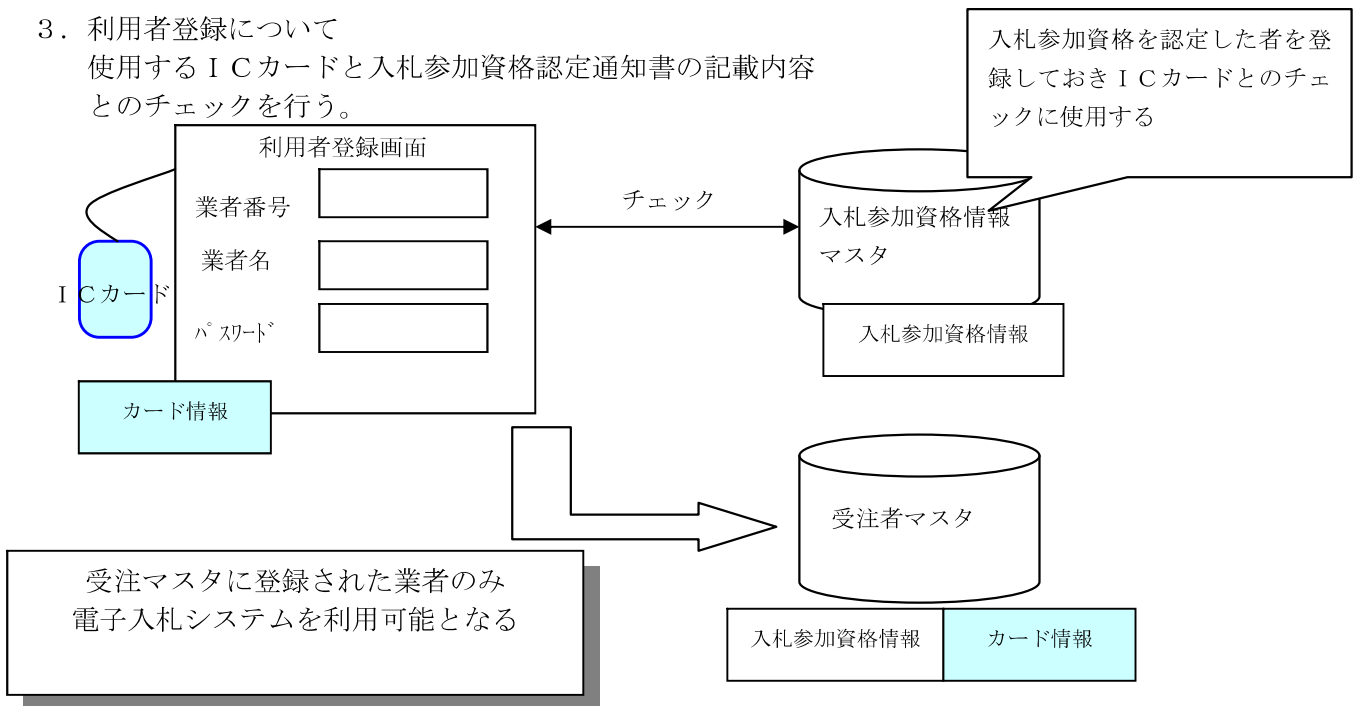 ３．利用者登録について
使用するＩＣカードと入札参加資格認定通知書の記載内容
とのチェックを行う。
入札参加資格を認定した者を登
録しておきＩＣカードとのチェ
ックに使用する
利用者登録画面
業者番号
業者名
ﾊﾟｽﾜｰﾄﾞ
ＩＣカード
カード情報
チェック
入札参加資格情報
マスタ
入札参加資格情報
受注者マスタ
入札参加資格情報
カード情報
受注マスタに登録された業者のみ
電子入札システムを利用可能となる